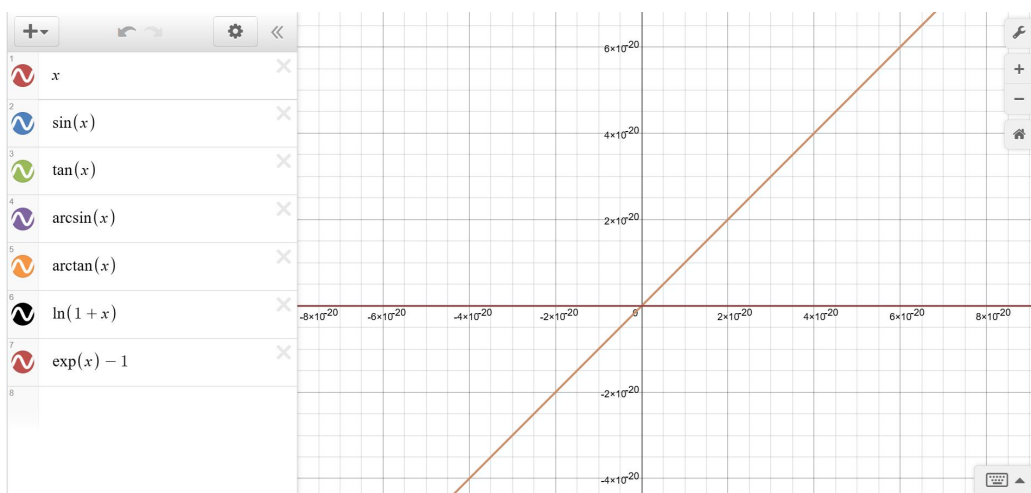 1
x
2
sin(x)
3
tan(x)
4
arcsin(x)
5
arctan(x)
6
ln(1+x)
7
exp(x) − 1
8
6×10^-20
4×10^-20
2×10^-20
-8×10^-20 -6×10^-20 -4×10^-20 -2×10^-20 0 2×10^-20 4×10^-20 6×10^-20 8×10^-20
-2×10^-20
-4×10^-20